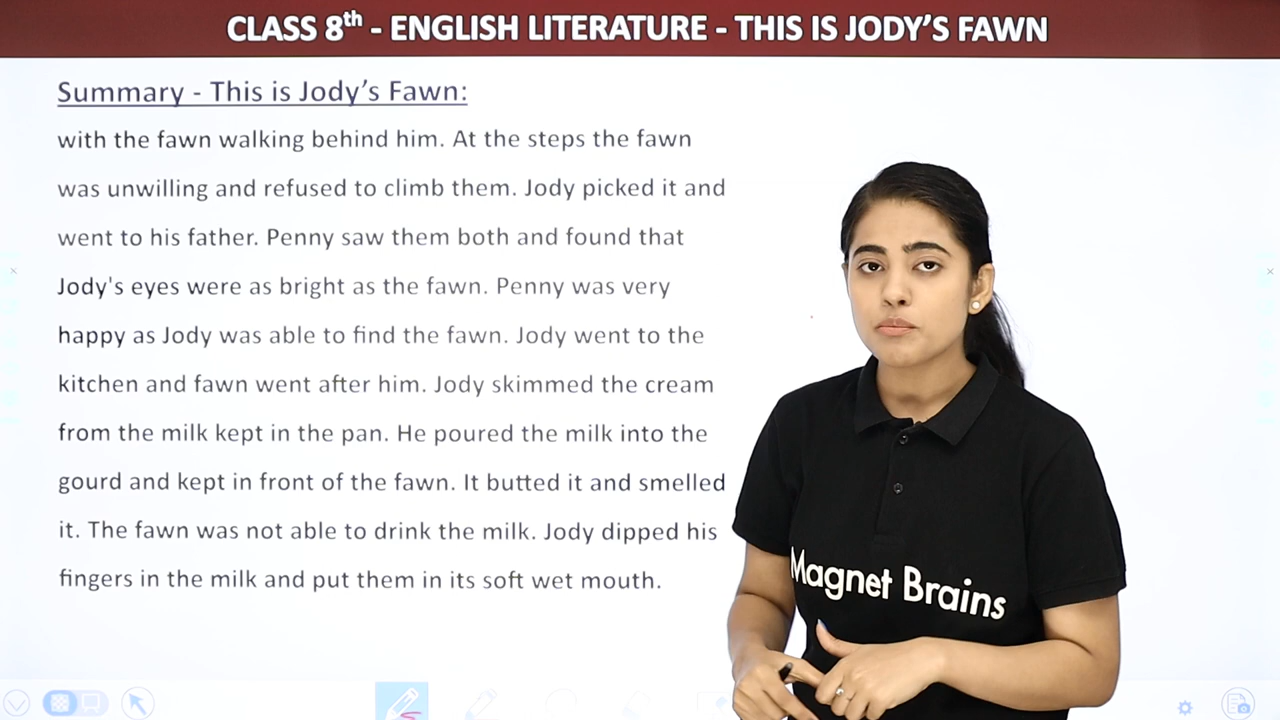 CLASS 8th - ENGLISH LITERATURE - THIS IS JODY'S FAWN
Summary - This is Jody's Fawn:
with the fawn walking behind him. At the steps the fawn
was unwilling and refused to climb them. Jody picked it and
went to his father. Penny saw them both and found that
Jody's eyes were as bright as the fawn. Penny was very
happy as Jody was able to find the fawn. Jody went to the
kitchen and fawn went after him. Jody skimmed the cream
from the milk kept in the pan. He poured the milk into the
gourd and kept in front of the fawn. It butted it and smelled
it. The fawn was not able to drink the milk. Jody dipped his
fingers in the milk and put them in its soft wet mouth.
Magnet Brains